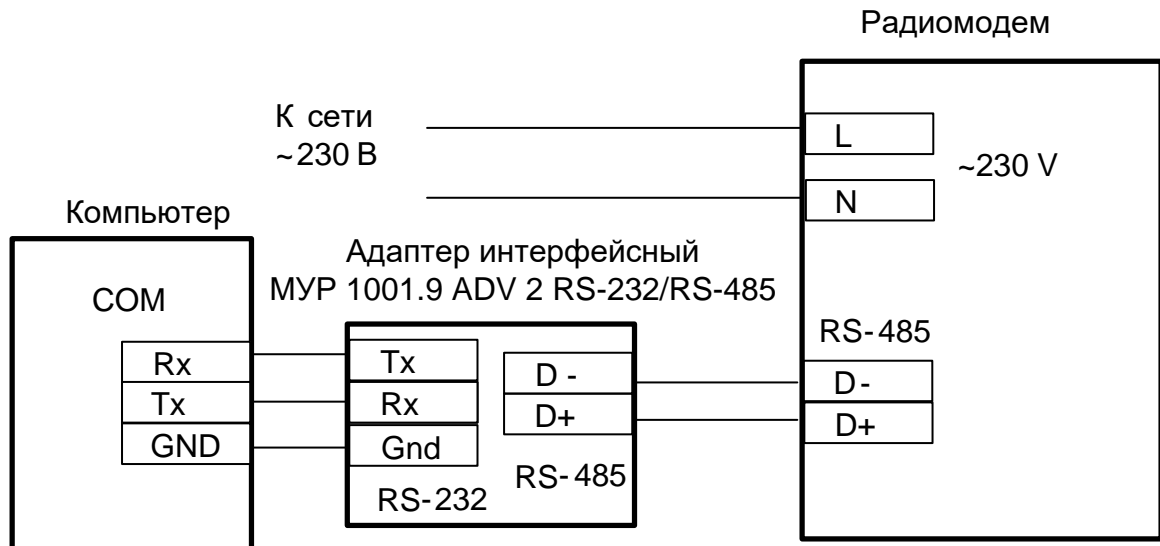 Радиомодем
К сети
~230 В
L
~230 V
N
Компьютер
Адаптер интерфейсный
МУР 1001.9 ADV 2 RS-232/RS-485
COM
RS-485
Rx
Tx
D -
D-
Tx
Rx
D+
D+
GND
Gnd
RS-485
RS-232